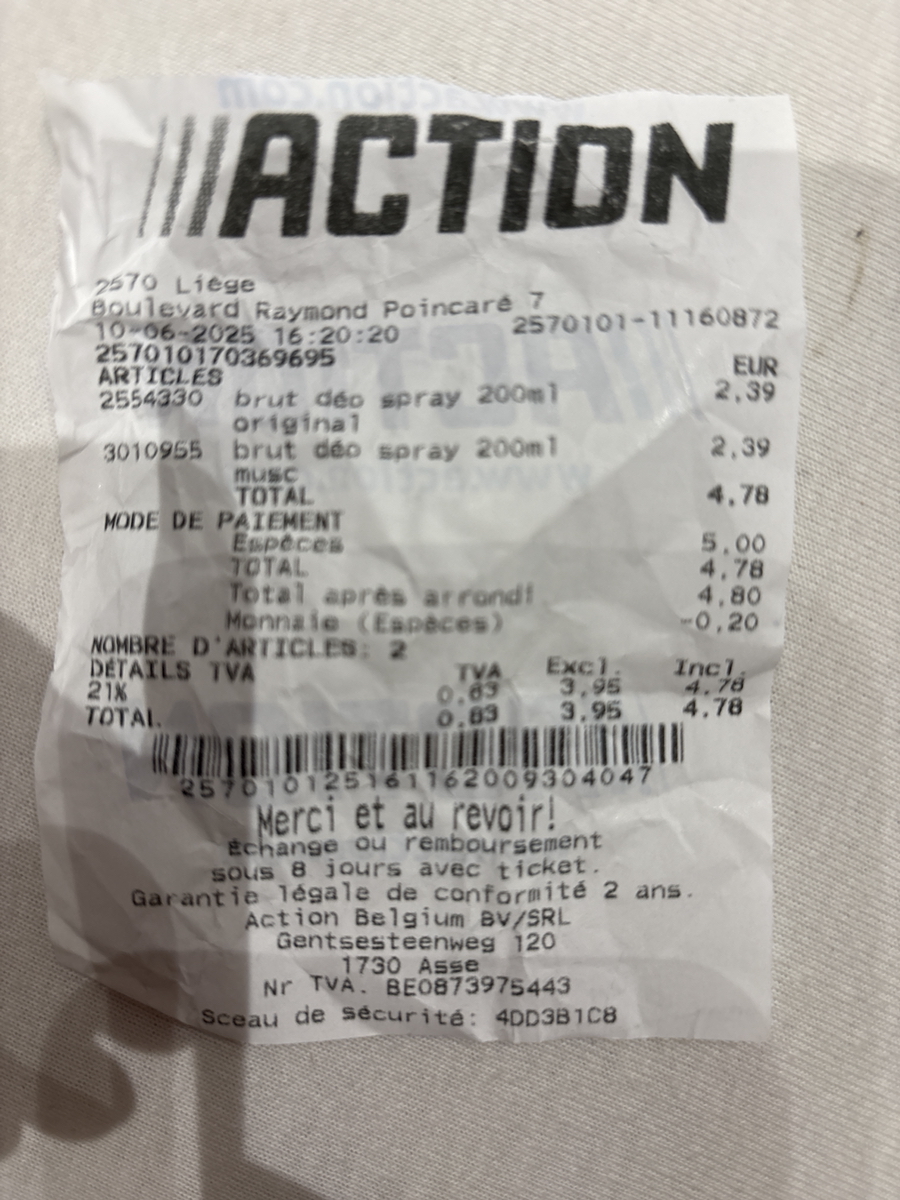 ACTION
2570 Liège
Boulevard Raymond Poincaré 7
10-06-2025 16:20:20 2570101-11160872
257010170369695
ARTICLES EUR
2554330 brut déo spray 200ml 2,39
original
3010955 brut déo spray 200ml 2,39
musc
TOTAL 4,78
MODE DE PAIEMENT
Espèces 5,00
TOTAL 4,78
Total après arrondi 4,80
Monnaie (Espèces) -0,20
NOMBRE D'ARTICLES: 2
DÉTAILS TVA TVA Excl. Incl.
21% 0,83 3,95 4,78
TOTAL 0,83 3,95 4,78
257010125161162009304047
Merci et au revoir!
Échange ou remboursement
sous 8 jours avec ticket.
Garantie légale de conformité 2 ans.
Action Belgium BV/SRL
Gentsesteenweg 120
1730 Asse
Nr TVA. BE0873975443
Sceau de sécurité: 4DD3B1C8